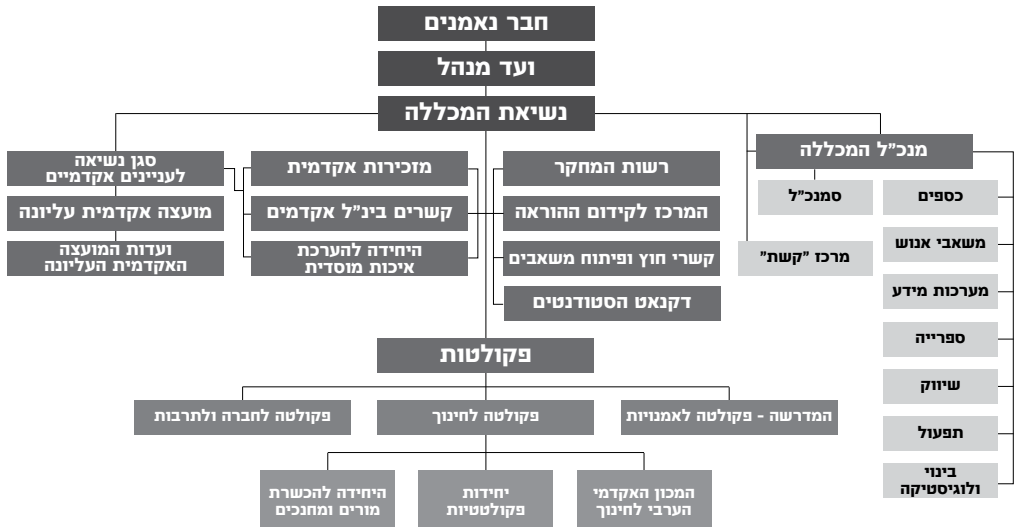 חבר נאמנים
ועד מנהל
נשיאת המכללה
מנכ"ל המכללה
סמנכ"ל
מרכז "קשת"
כספים
משאבי אנוש
מערכות מידע
ספרייה
שיווק
תפעול
בינוי
ולוגיסטיקה
רשות המחקר
המרכז לקידום ההוראה
קשרי חוץ ופיתוח משאבים
דקנאט הסטודנטים
מזכירות אקדמית
קשרים בינ"ל אקדמים
היחידה להערכת
איכות מוסדית
סגן נשיאה
לעניינים אקדמיים
מועצה אקדמית עליונה
ועדות המועצה
האקדמית העליונה
פקולטות
המדרשה - פקולטה לאמנויות
פקולטה לחינוך
פקולטה לחברה ולתרבות
המכון האקדמי
הערבי לחינוך
יחידות
פקולטטיות
היחידה להכשרת
מורים ומחנכים